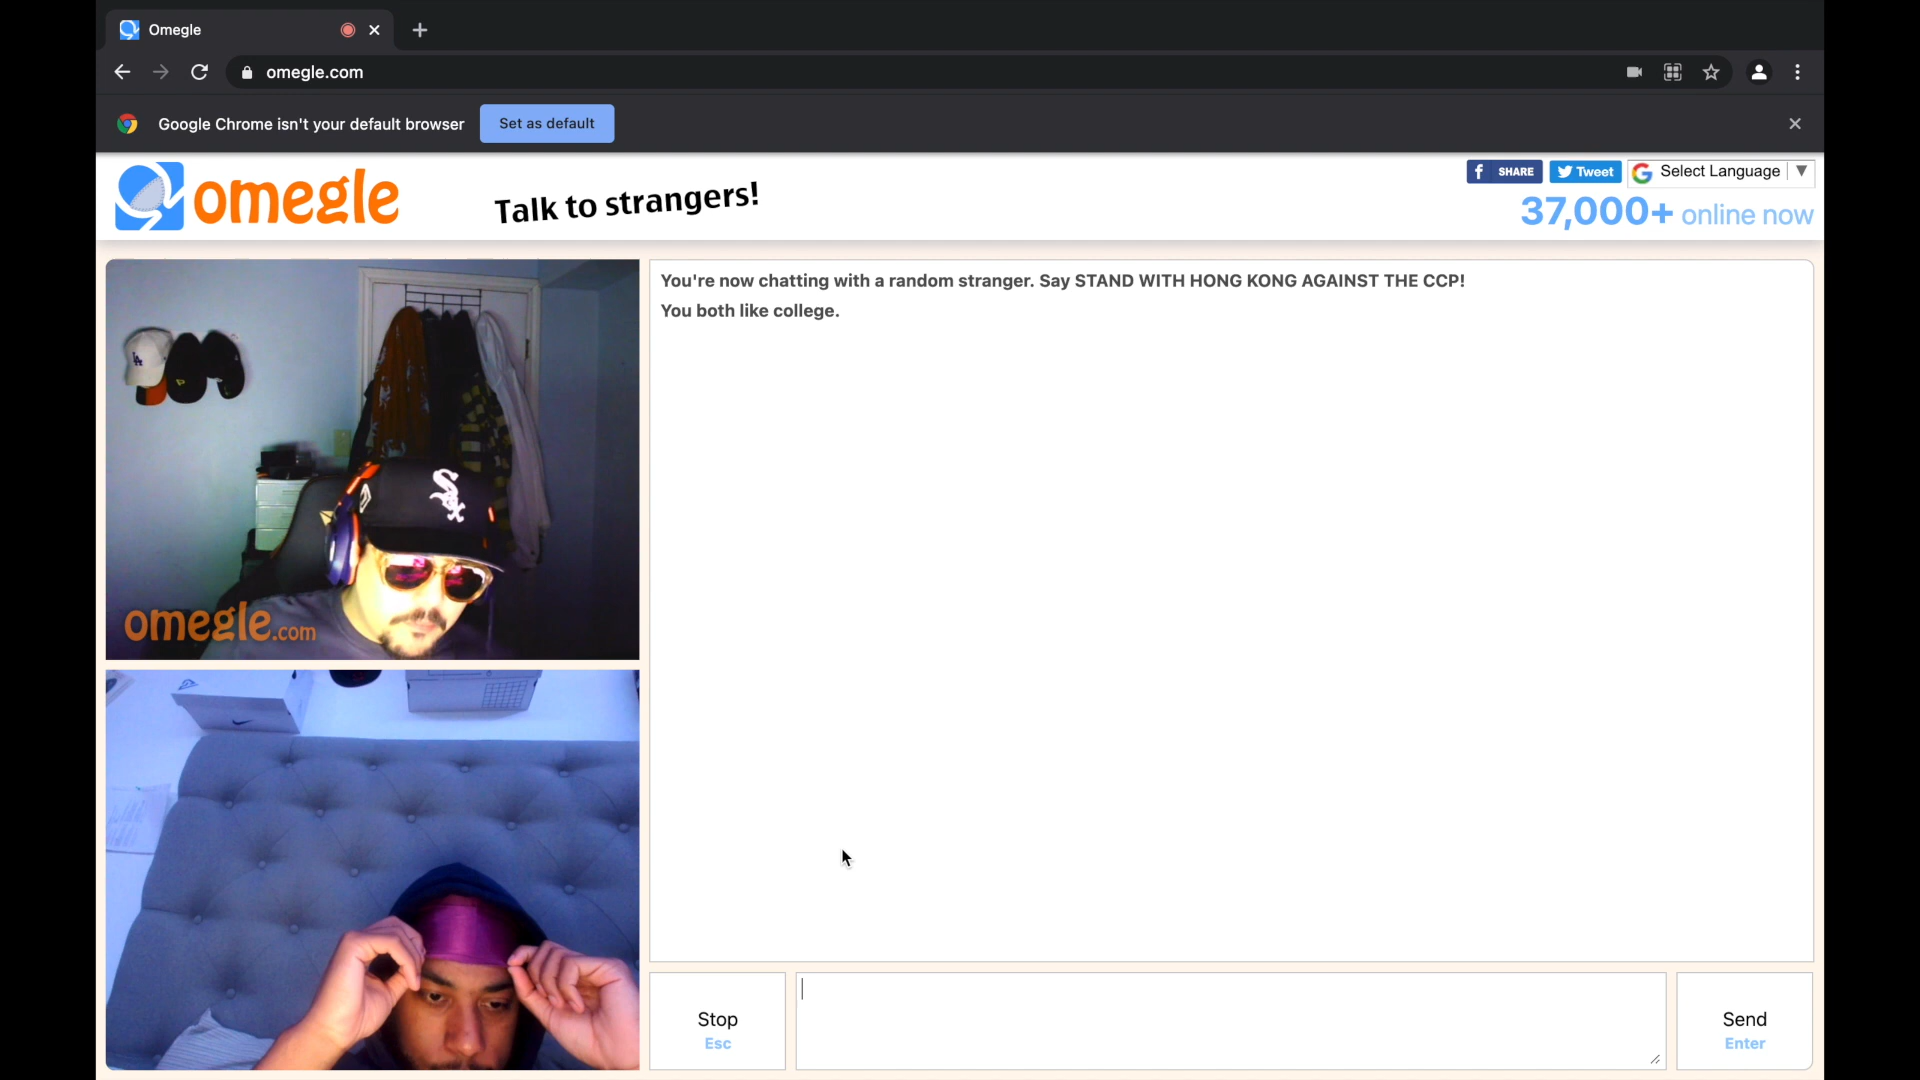 Omegle
omegle.com
Google Chrome isn't your default browser
Set as default
omegle
Talk to strangers!
SHARE
Tweet
Select Language
37,000+ online now
LA
Sox
omegle.com
You're now chatting with a random stranger. Say STAND WITH HONG KONG AGAINST THE CCP!
You both like college.
Stop
Esc
Send
Enter